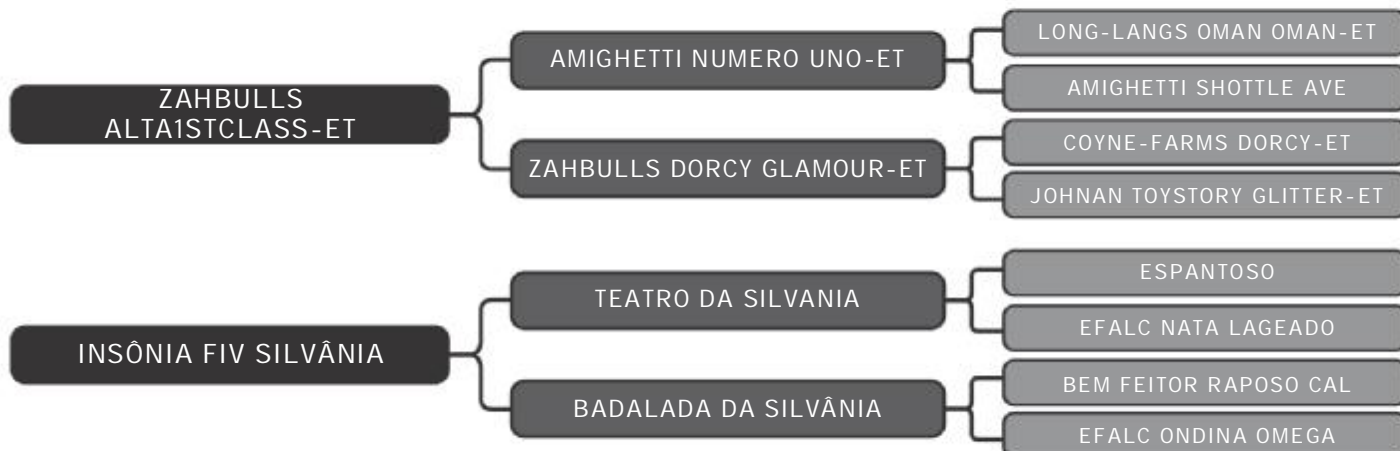 ZAHBULLS
ALTA1STCLASS-ET
AMIGHETTI NUMERO UNO-ET
LONG-LANGS OMAN OMAN-ET
AMIGHETTI SHOTTLE AVE
ZAHBULLS DORCY GLAMOUR-ET
COYNE-FARMS DORCY-ET
JOHNAN TOYSTORY GLITTER-ET
INSÔNIA FIV SILVÂNIA
TEATRO DA SILVANIA
ESPANTOSO
EFALC NATA LAGEADO
BADALADA DA SILVÂNIA
BEM FEITOR RAPOSO CAL
EFALC ONDINA OMEGA